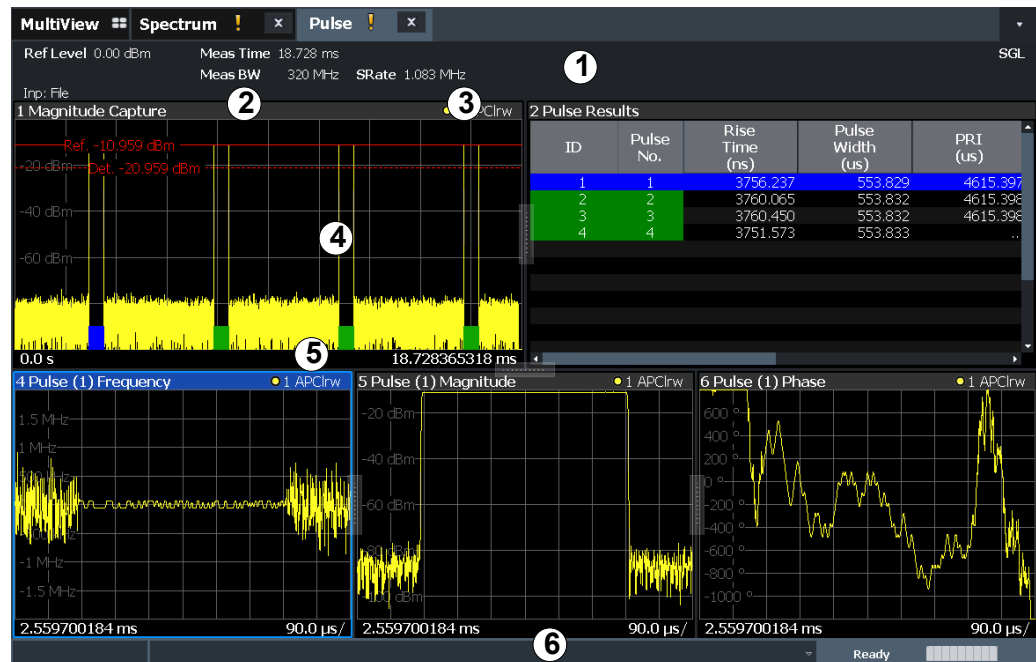 MultiView Spectrum ! x Pulse ! x
Ref Level 0.00 dBm Meas Time 18.728 ms SGL
Meas BW 320 MHz SRate 1.083 MHz
1
Inp: File
2 3
1 Magnitude Capture PClrw
Ref. -10.959 dBm
-20 dBm Det. -20.959 dBm
-40 dBm
4
-60 dBm
5
0.0 s 18.728365318 ms
2 Pulse Results
ID Pulse No. Rise Time (ns) Pulse Width (us) PRI (us)
1 1 3756.237 553.829 4615.397
2 2 3760.065 553.832 4615.398
3 3 3760.450 553.832 4615.398
4 4 3751.573 553.833 ..
4 Pulse (1) Frequency 1 APClrw
1.5 MHz
1 MHz
-1 MHz
-1.5 MHz
2.559700184 ms 90.0 µs/
5 Pulse (1) Magnitude 1 APClrw
-20 dBm
-40 dBm
-60 dBm
-80 dBm
-100 dBm
2.559700184 ms 90.0 µs/
6 Pulse (1) Phase 1 APClrw
600 °
400 °
200 °
0 °
-200 °
-400 °
-600 °
-800 °
-1000 °
2.559700184 ms 90.0 µs/
6
Ready